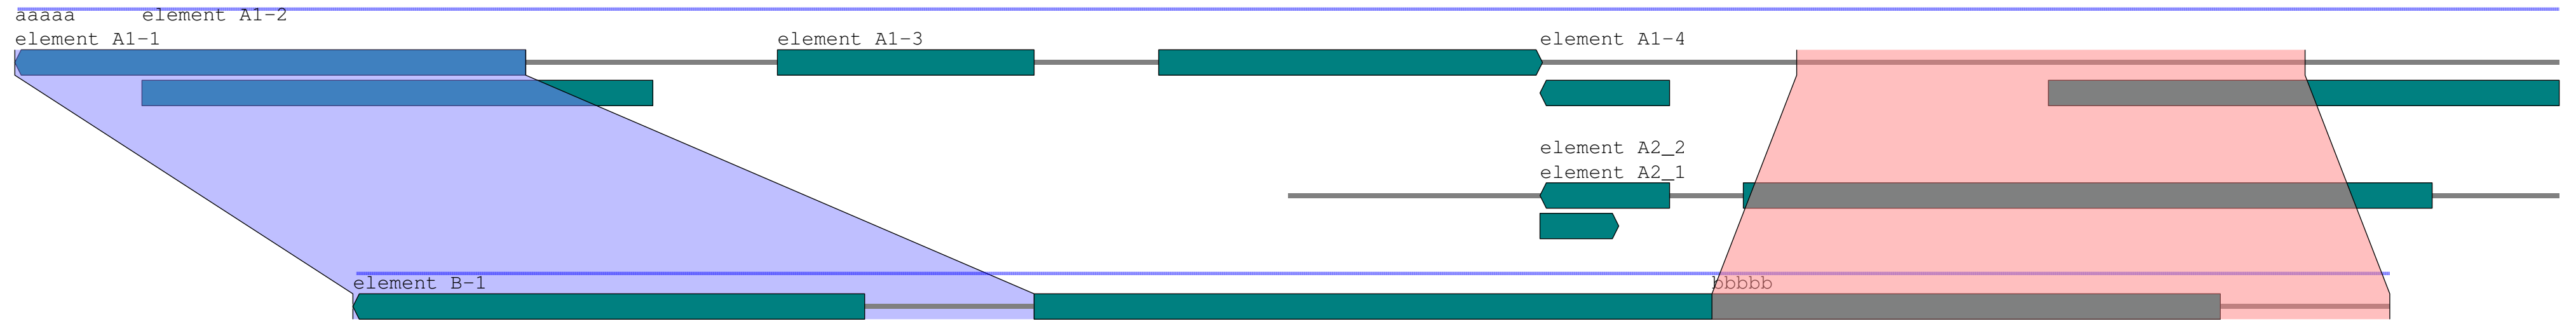 aaaaa element A1-2
element A1-1 element A1-3 element A1-4
element A2_2
element A2_1
element B-1 bbbbb